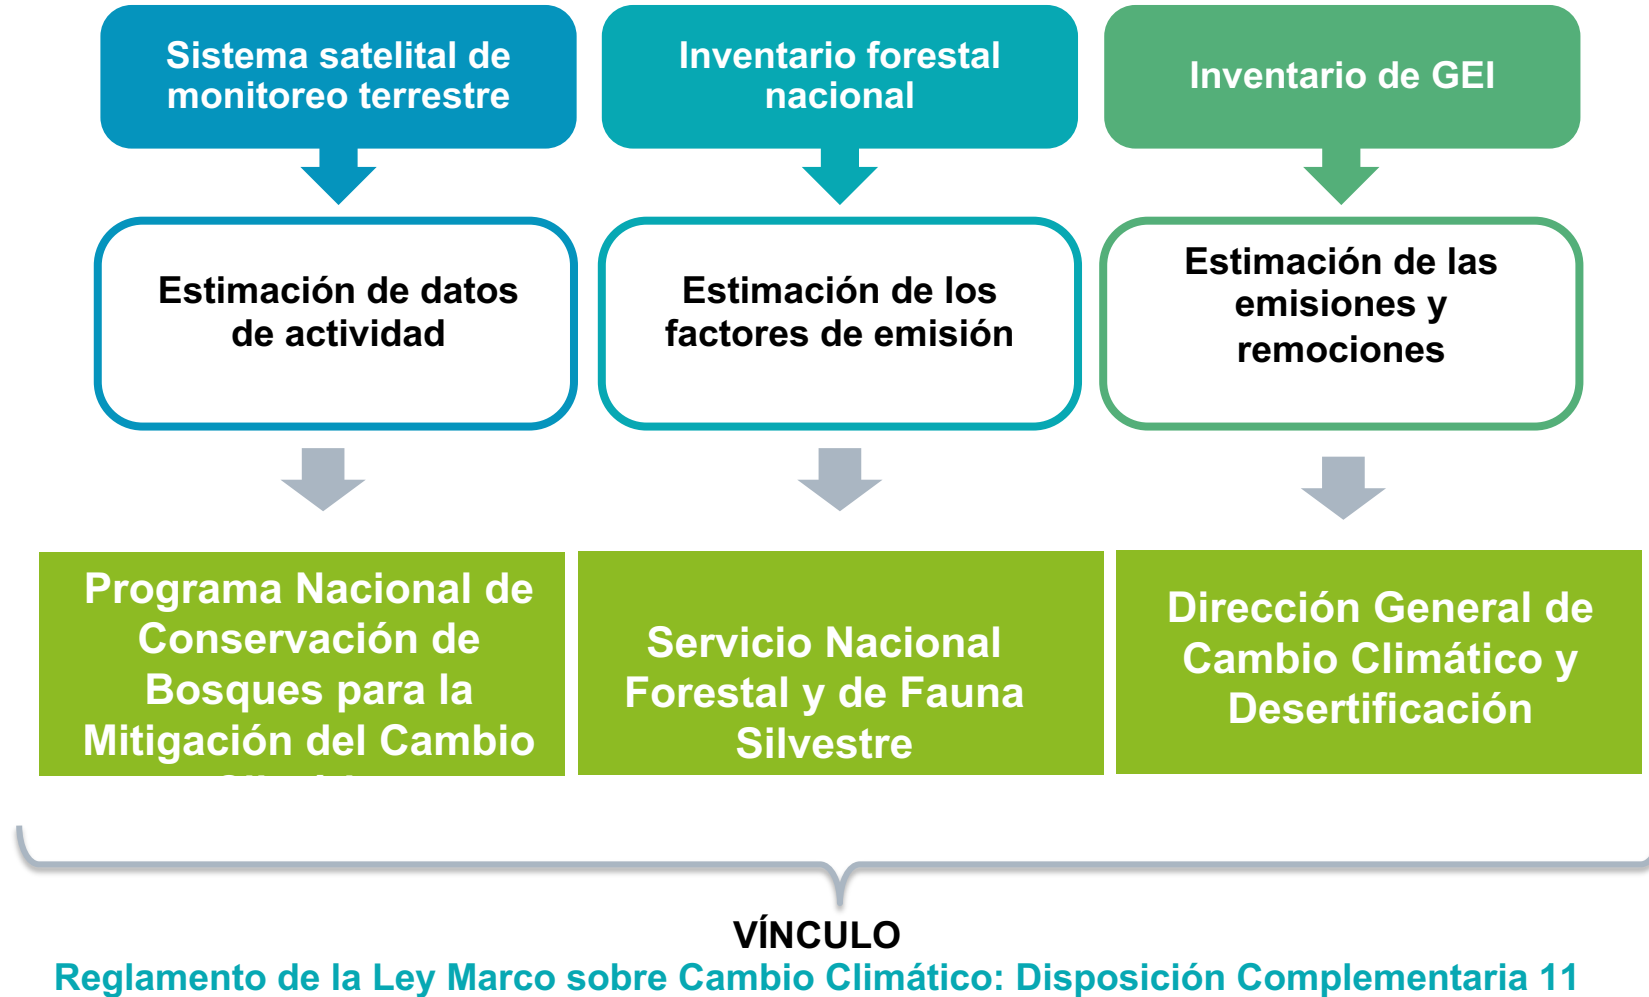 Sistema satelital de
monitoreo terrestre
Inventario forestal
nacional
Inventario de GEI
Estimación de datos
de actividad
Estimación de los
factores de emisión
Estimación de las
emisiones y
remociones
Programa Nacional de
Conservación de
Bosques para la
Mitigación del Cambio
Servicio Nacional
Forestal y de Fauna
Silvestre
Dirección General de
Cambio Climático y
Desertificación
VÍNCULO
Reglamento de la Ley Marco sobre Cambio Climático: Disposición Complementaria 11